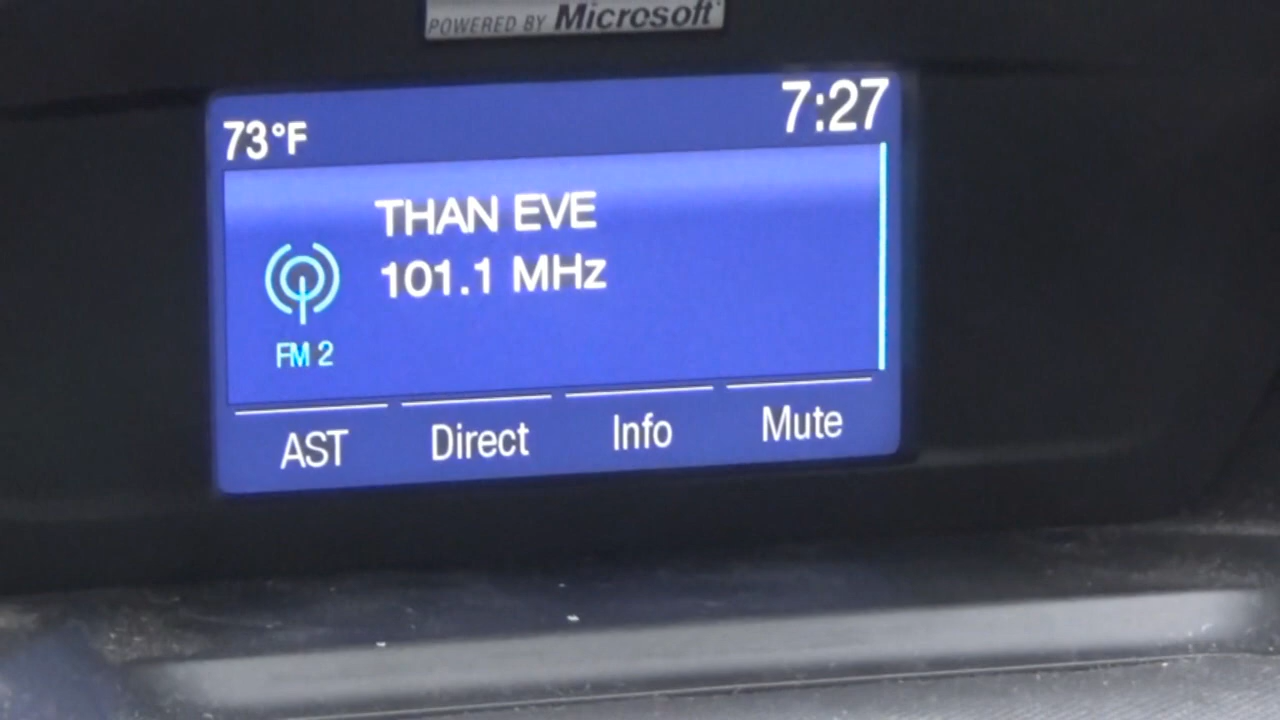 POWERED BY Microsoft
73°F
7:27
THAN EVE
101.1 MHz
FM 2
AST
Direct
Info
Mute